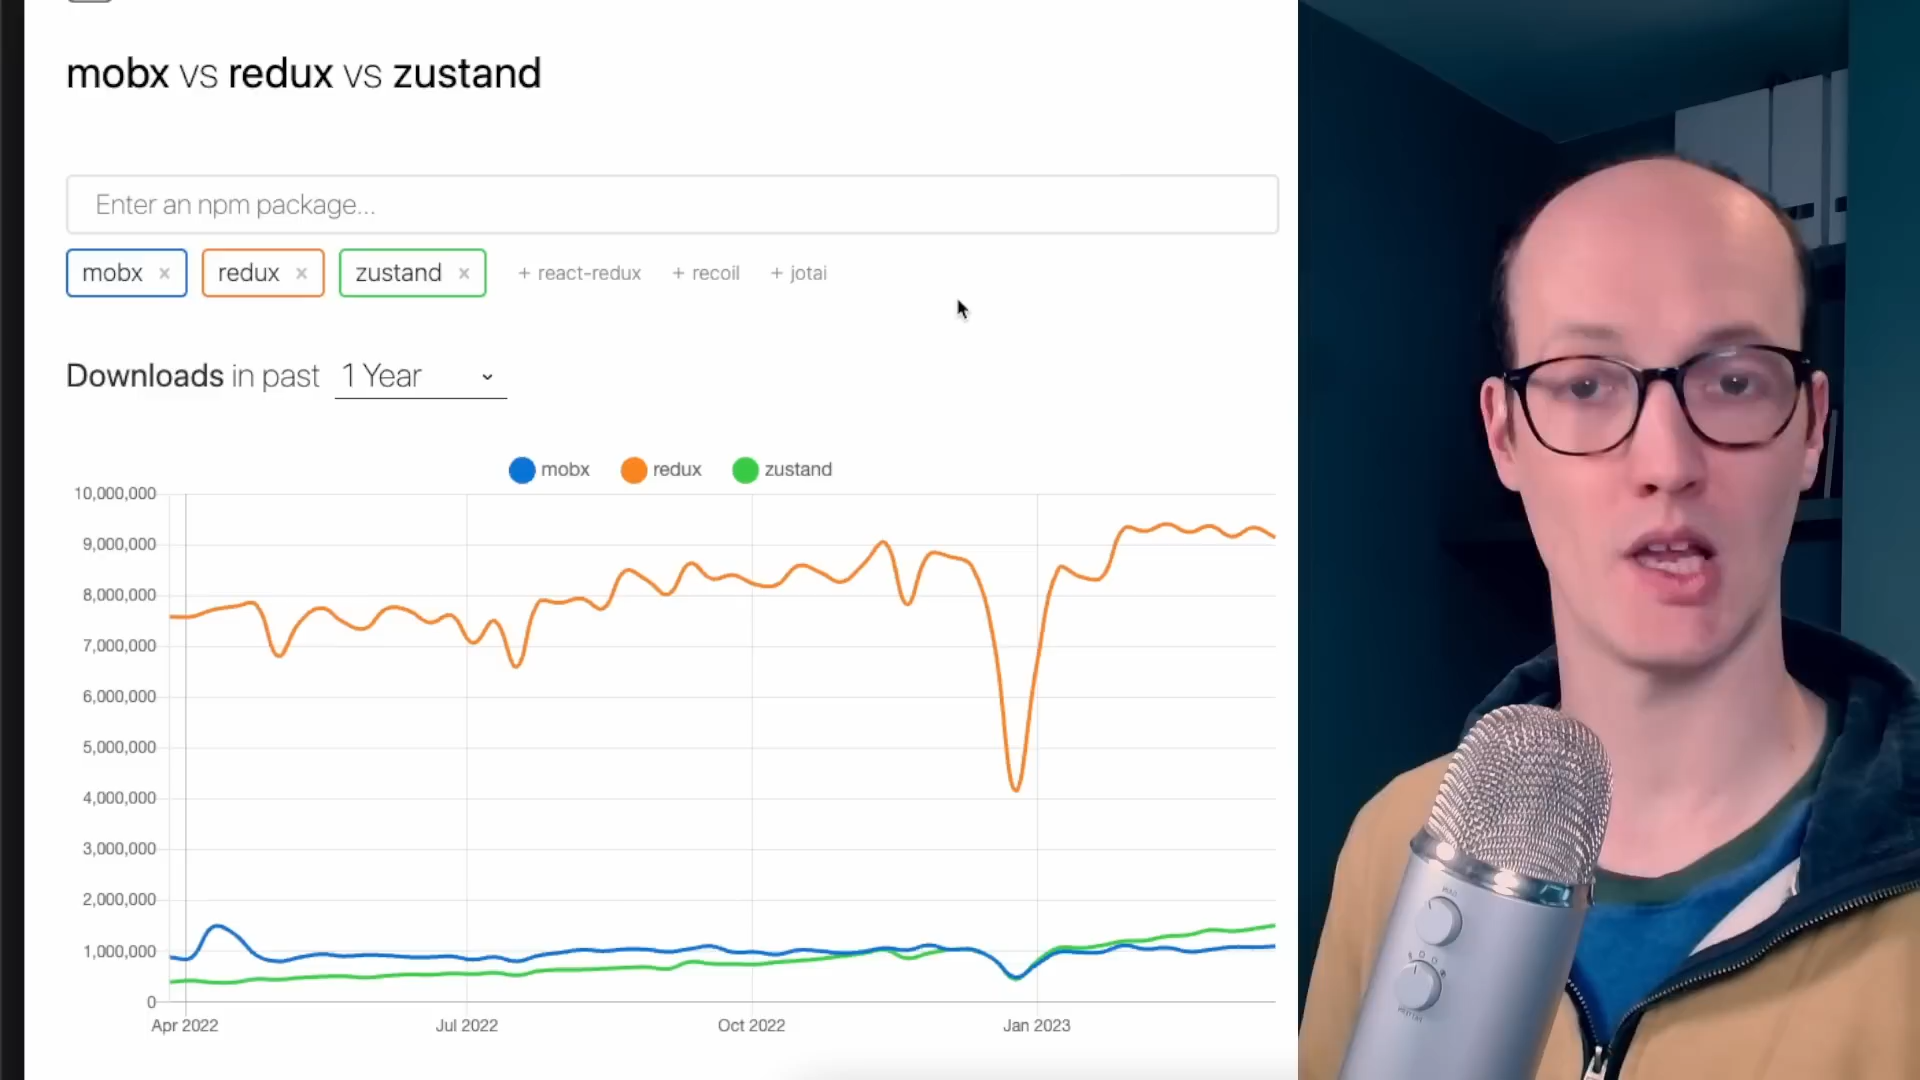 mobx vs redux vs zustand
Enter an npm package...
mobx × redux × zustand × + react-redux + recoil + jotai
Downloads in past 1 Year
mobx redux zustand
10,000,000
9,000,000
8,000,000
7,000,000
6,000,000
5,000,000
4,000,000
3,000,000
2,000,000
1,000,000
0
Apr 2022 Jul 2022 Oct 2022 Jan 2023